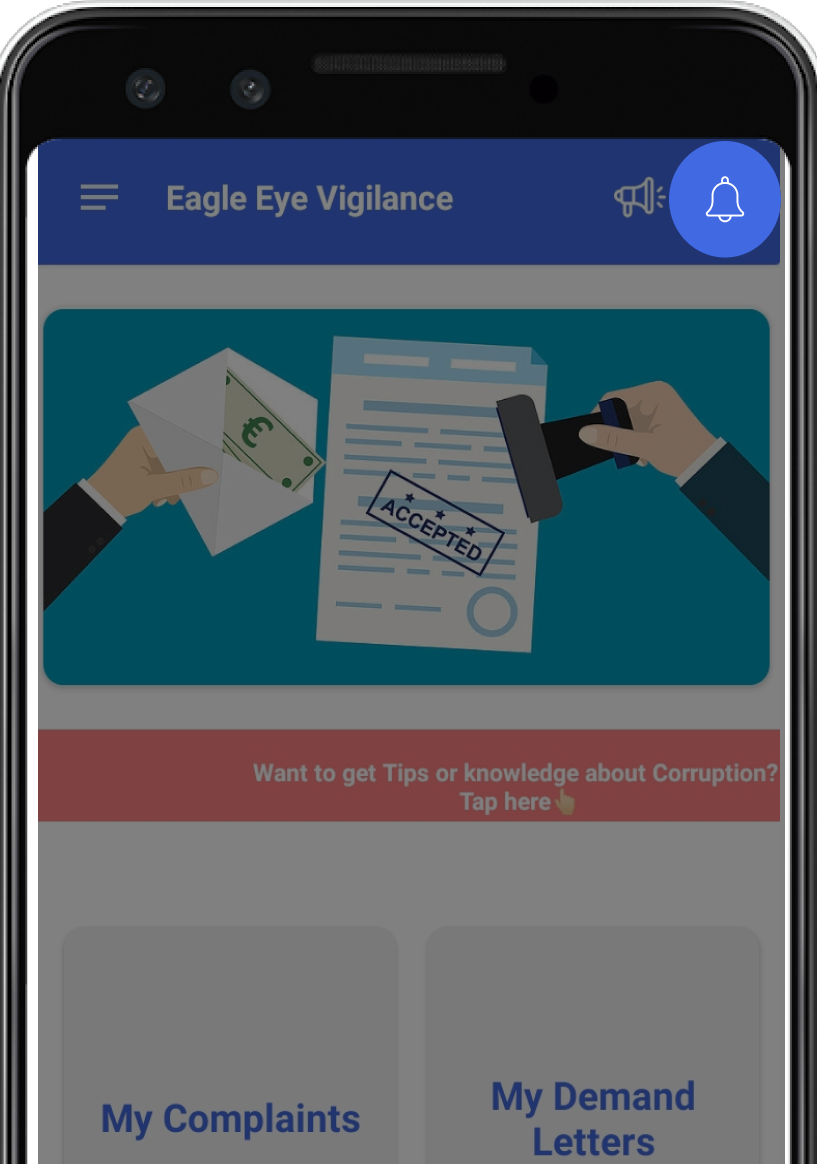 Eagle Eye Vigilance
€
ACCEPTED
Want to get Tips or knowledge about Corruption?
Tap here👆
My Complaints
My Demand
Letters